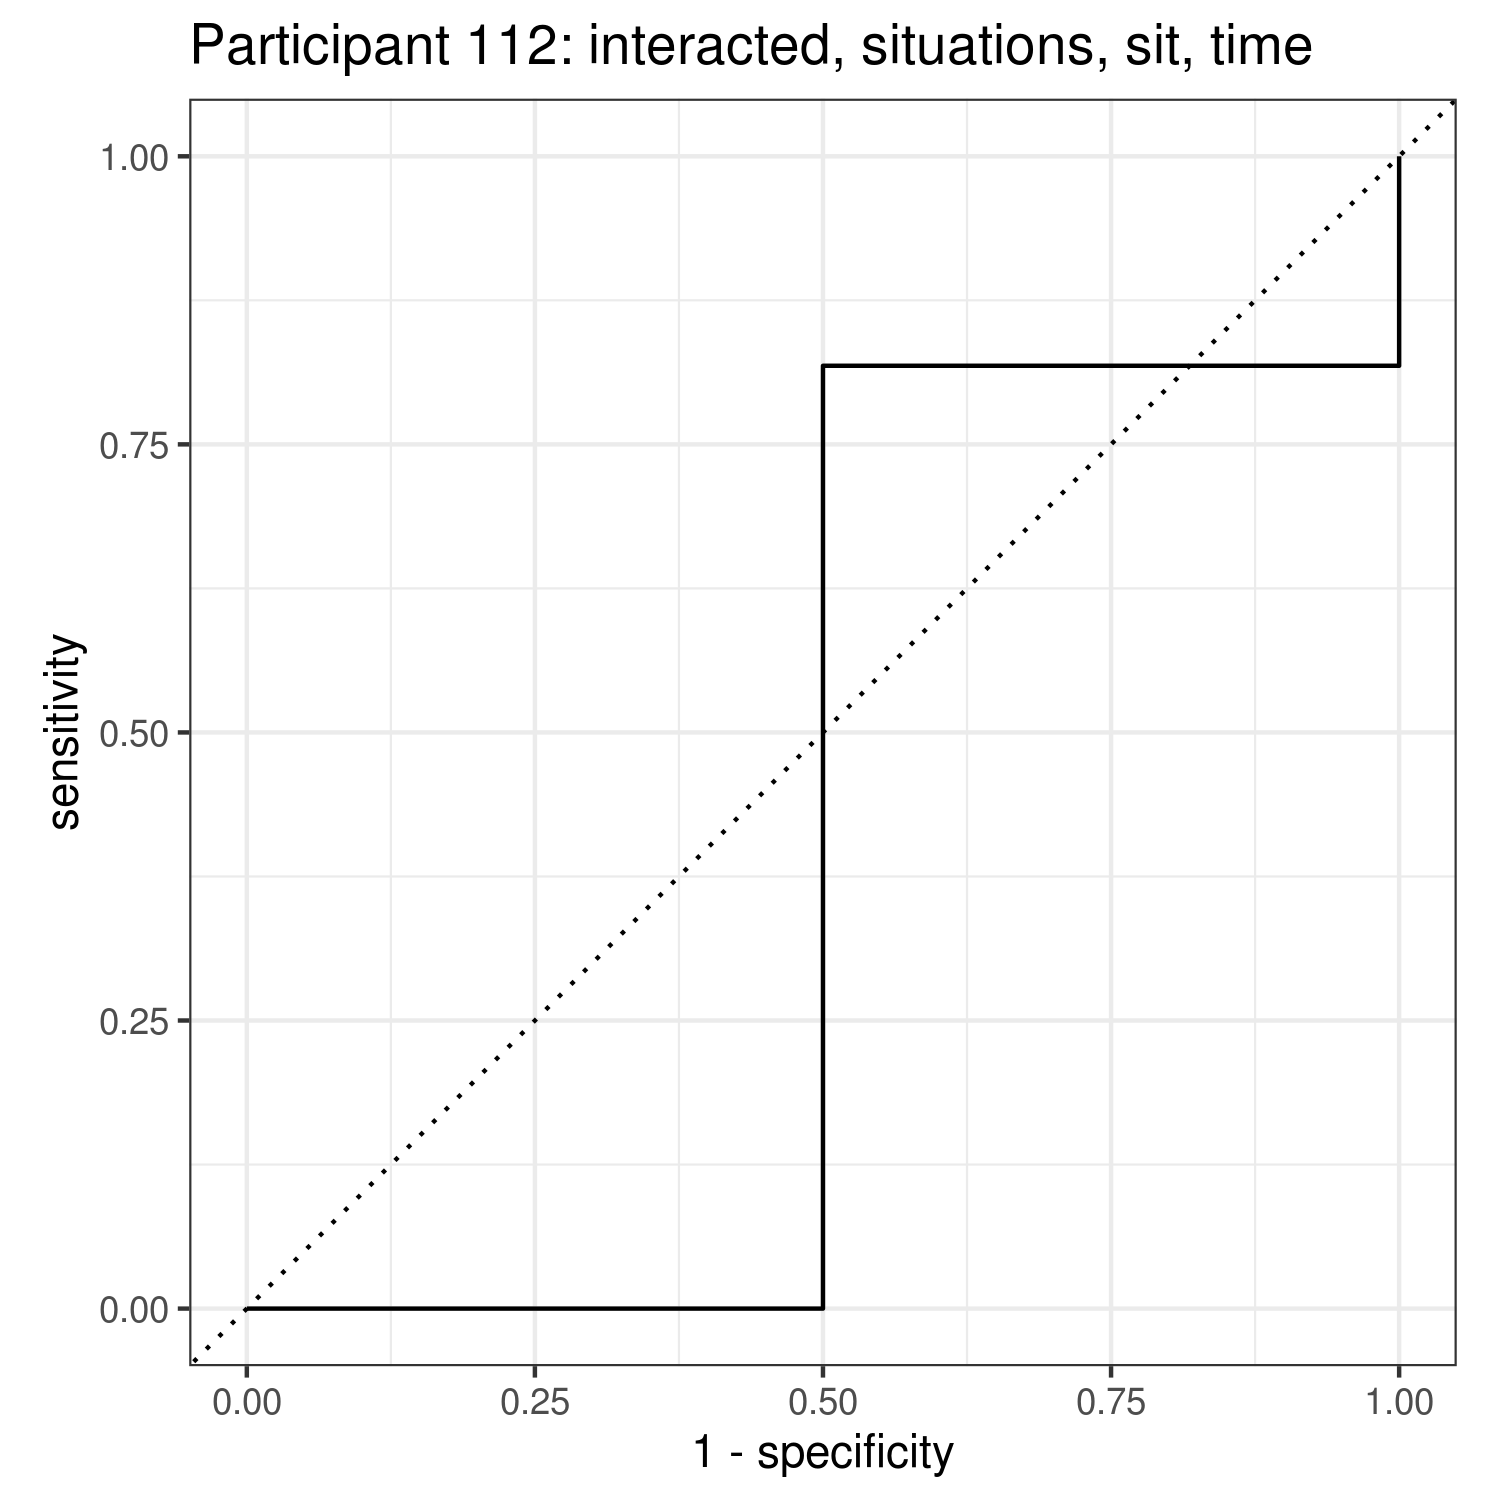 Participant 112: interacted, situations, sit, time
1.00
0.75
0.50
0.25
0.00
sensitivity
0.00 0.25 0.50 0.75 1.00
1 - specificity